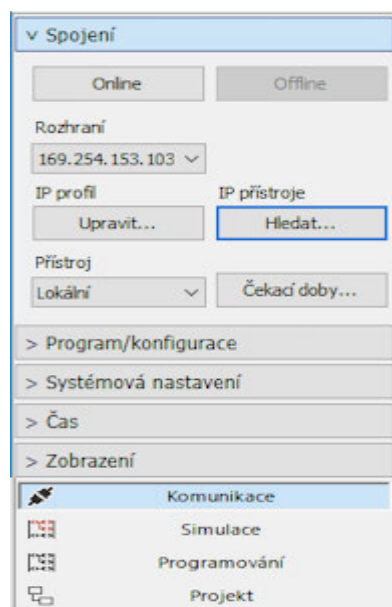 v Spojení
Online Offline
Rozhraní
169.254.153.103
IP profil IP přístroje
Upravit... Hledat...
Přístroj
Lokální Čekací doby...
> Program/konfigurace
> Systémová nastavení
> Čas
> Zobrazení
Komunikace
Simulace
Programování
Projekt